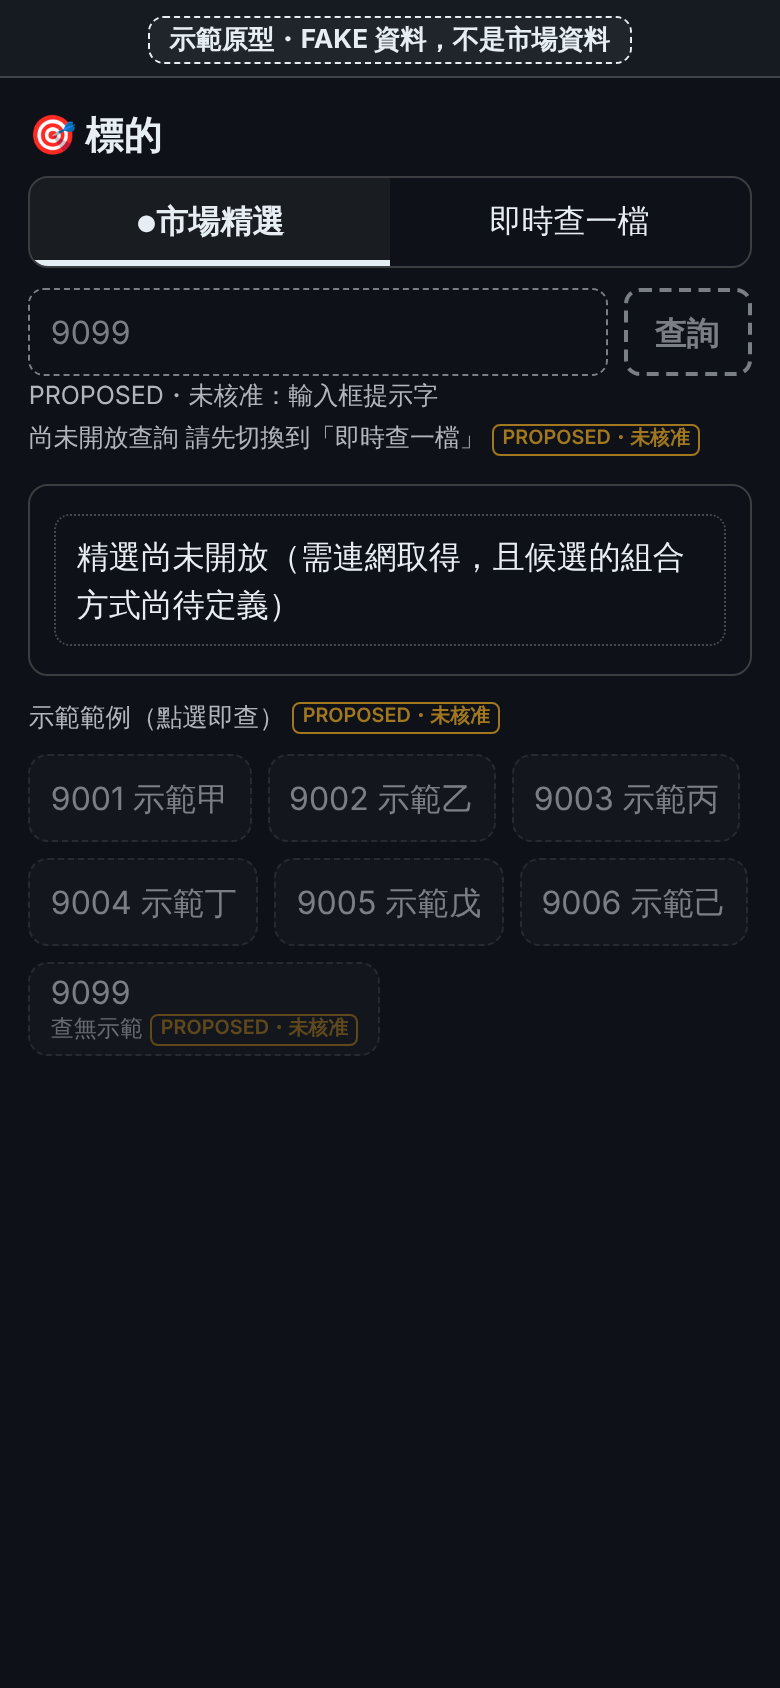 示範原型・FAKE 資料，不是市場資料
🎯 標的
●市場精選
即時查一檔
9099
查詢
PROPOSED・未核准：輸入框提示字
尚未開放查詢 請先切換到「即時查一檔」 PROPOSED・未核准
精選尚未開放（需連網取得，且候選的組合
方式尚待定義）
示範範例（點選即查） PROPOSED・未核准
9001 示範甲
9002 示範乙
9003 示範丙
9004 示範丁
9005 示範戊
9006 示範己
9099
查無示範 PROPOSED・未核准